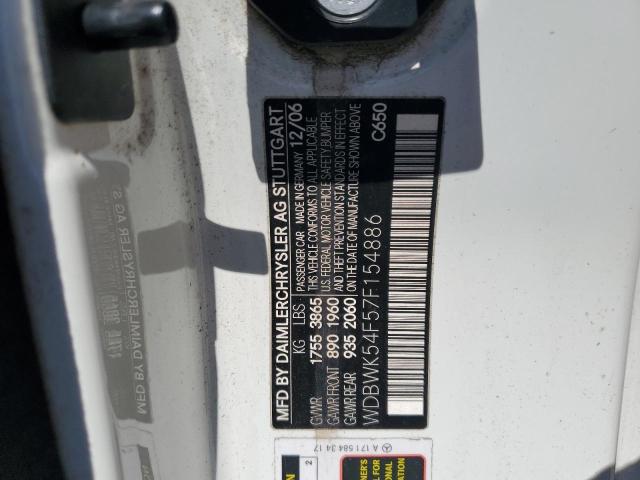 MFD BY DAIMLERCHRYSLER AG STUTTGART
KG LBS PASSENGER CAR MADE IN GERMANY 12/06
GVWR 1755 3865 THIS VEHICLE CONFORMS TO ALL APPLICABLE
GAWR FRONT 890 1960 U.S. FEDERAL MOTOR VEHICLE SAFETY, BUMPER
GAWR REAR 935 2060 AND THEFT PREVENTION STANDARDS IN EFFECT
ON THE DATE OF MANUFACTURE SHOWN ABOVE
WDBWK54F57F154886 C650
A 171 584 34 17
2